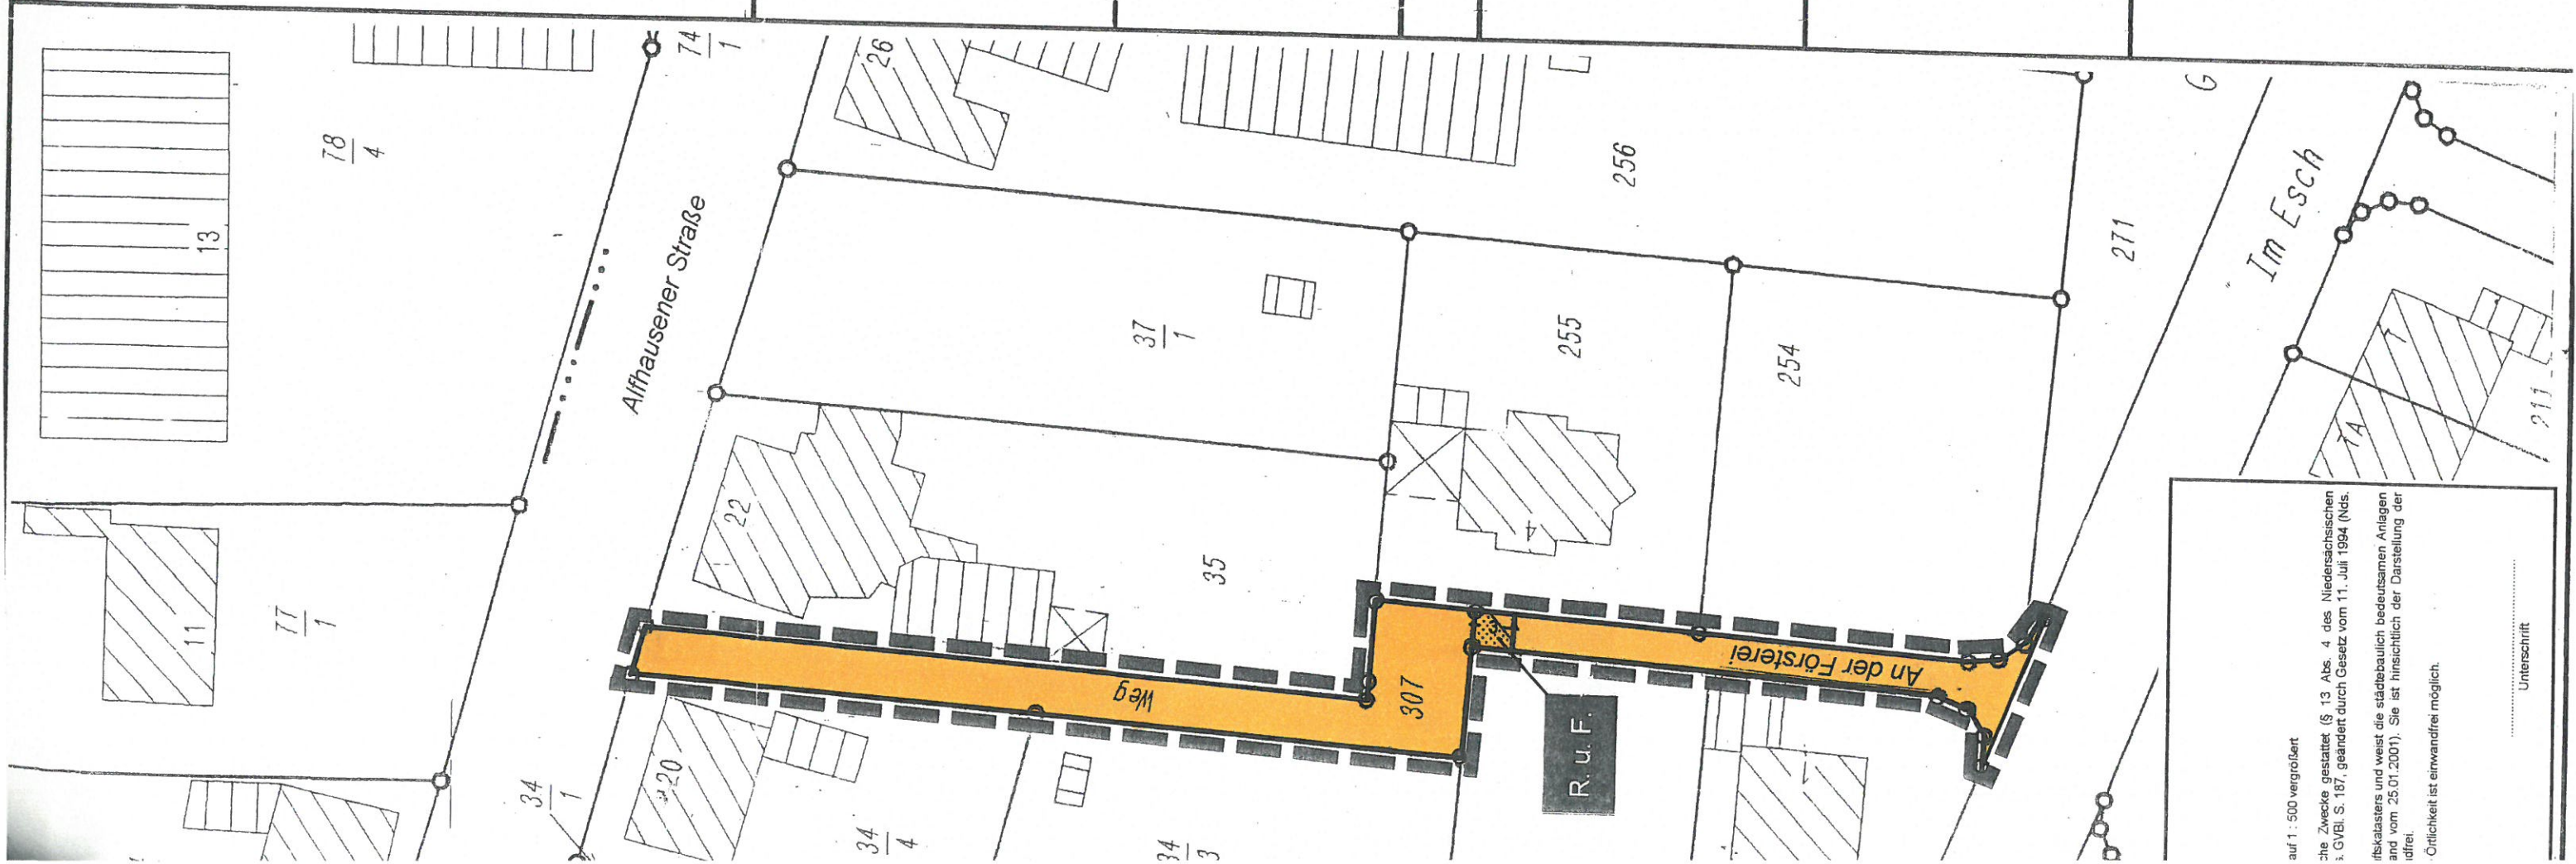 13
78
4
74
1
26
11
77
1
Alfhausener Straße
22
37
1
256
G
271
Im Esch
255
254
35
4
20
34
1
34
4
34
3
Weg
307
R. u. F.
An der Försterei
1A
211
auf 1 : 500 vergrößert
che Zwecke gestattet (§ 13 Abs. 4 des Niedersächsischen
s. GVBl. S. 187, geändert durch Gesetz vom 11. Juli 1994 (Nds.
ftskatasters und weist die städtebaulich bedeutsamen Anlagen
and vom 25.01.2001). Sie ist hinsichtlich der Darstellung der
dfrei.
Örtlichkeit ist einwandfrei möglich.
Unterschrift